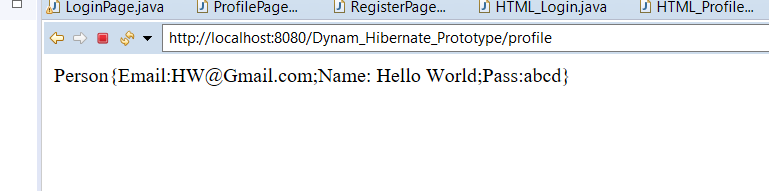 LoginPage.java
ProfilePage...
RegisterPage...
HTML_Login.java
HTML_Profile...
http://localhost:8080/Dynam_Hibernate_Prototype/profile
Person{Email:HW@Gmail.com;Name: Hello World;Pass:abcd}